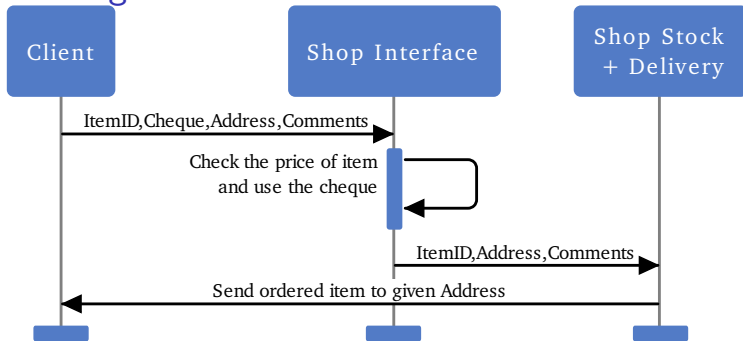 Client
Shop Interface
Shop Stock
+ Delivery
ItemID,Cheque,Address,Comments
Check the price of item
and use the cheque
ItemID,Address,Comments
Send ordered item to given Address